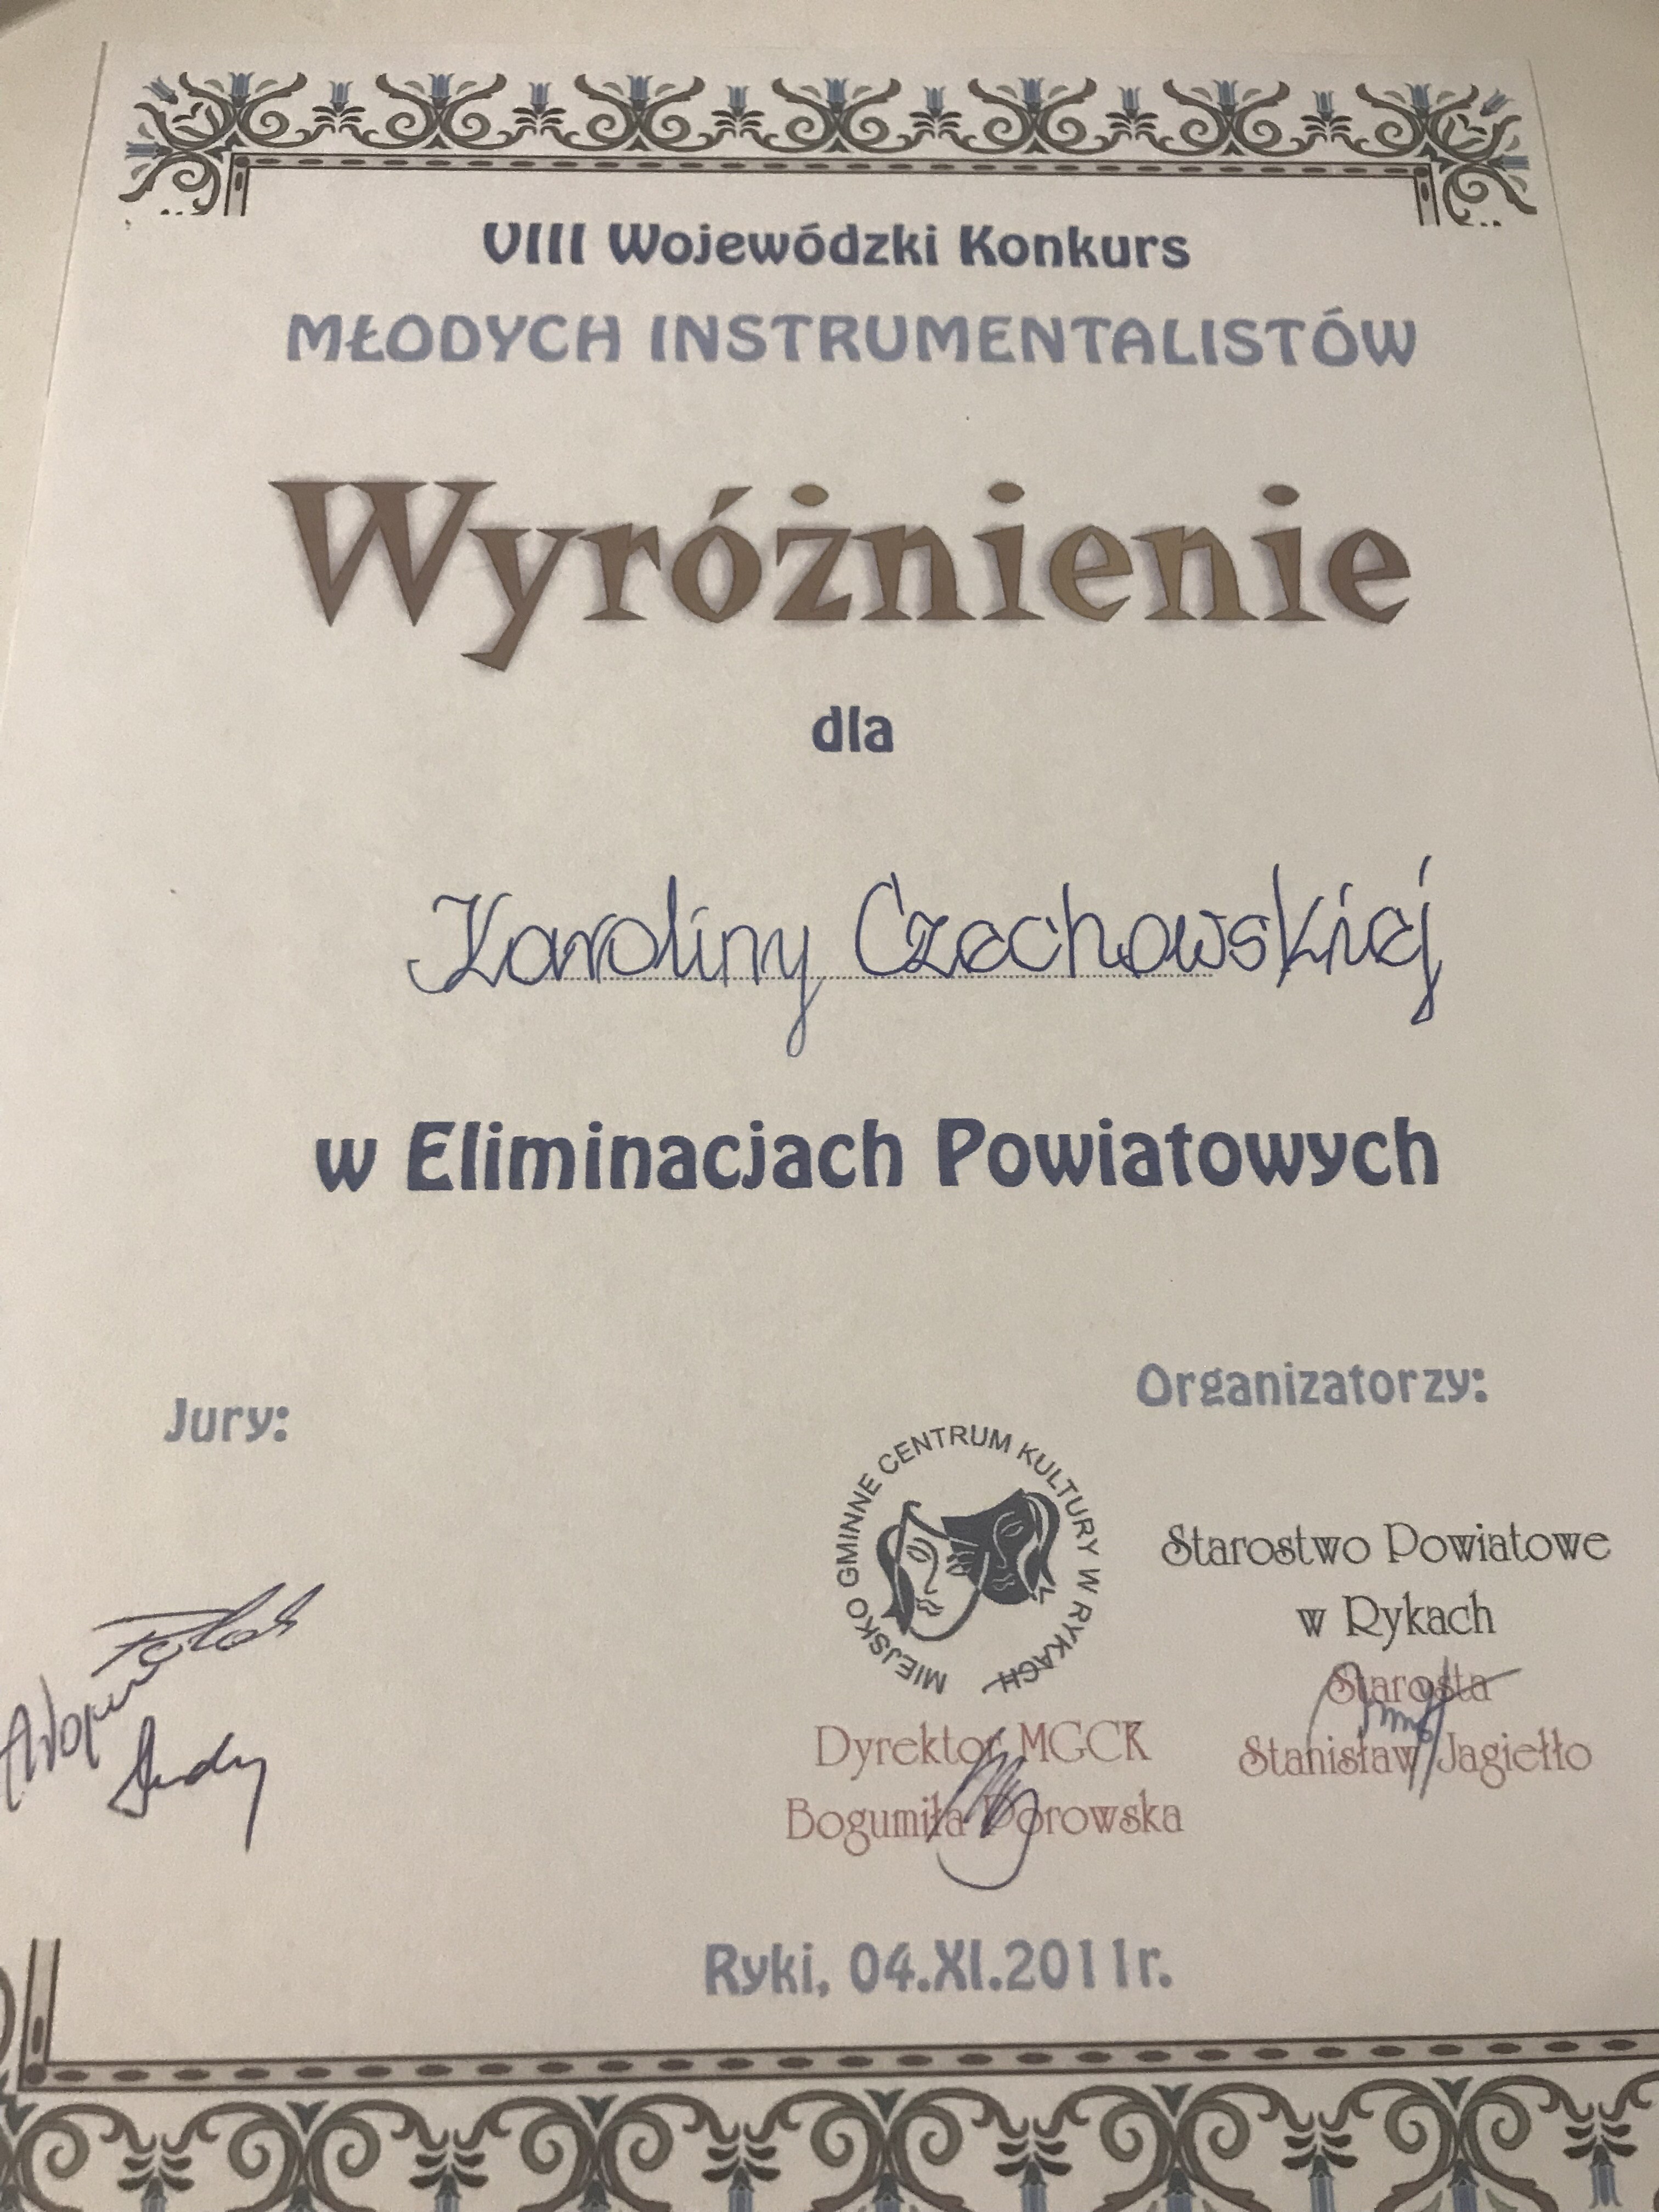 VIII Wojewódzki Konkurs
MŁODYCH INSTRUMENTALISTÓW
Wyróżnienie
dla
Karoliny Czechowskiej
w Eliminacjach Powiatowych
Jury:
Organizatorzy:
MIEJSKO GMINNE CENTRUM KULTURY W RYKACH
Starostwo Powiatowe
w Rykach
Starosta
Stanisław Jagiełło
Dyrektor MGCK
Bogumiła Porowska
Ryki, 04.XI.2011r.